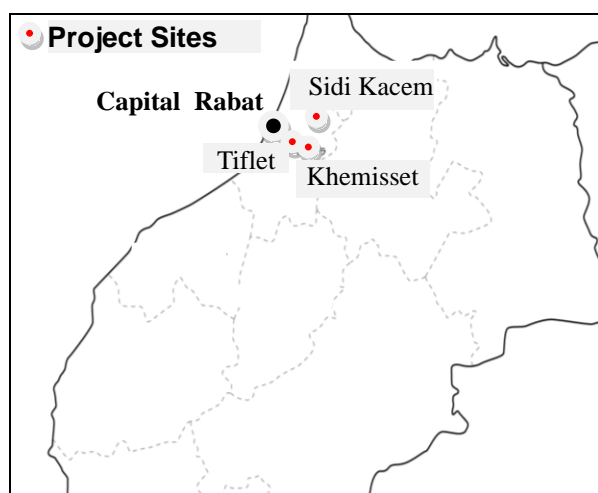 Project Sites
Sidi Kacem
Capital Rabat
Tiflet
Khemisset